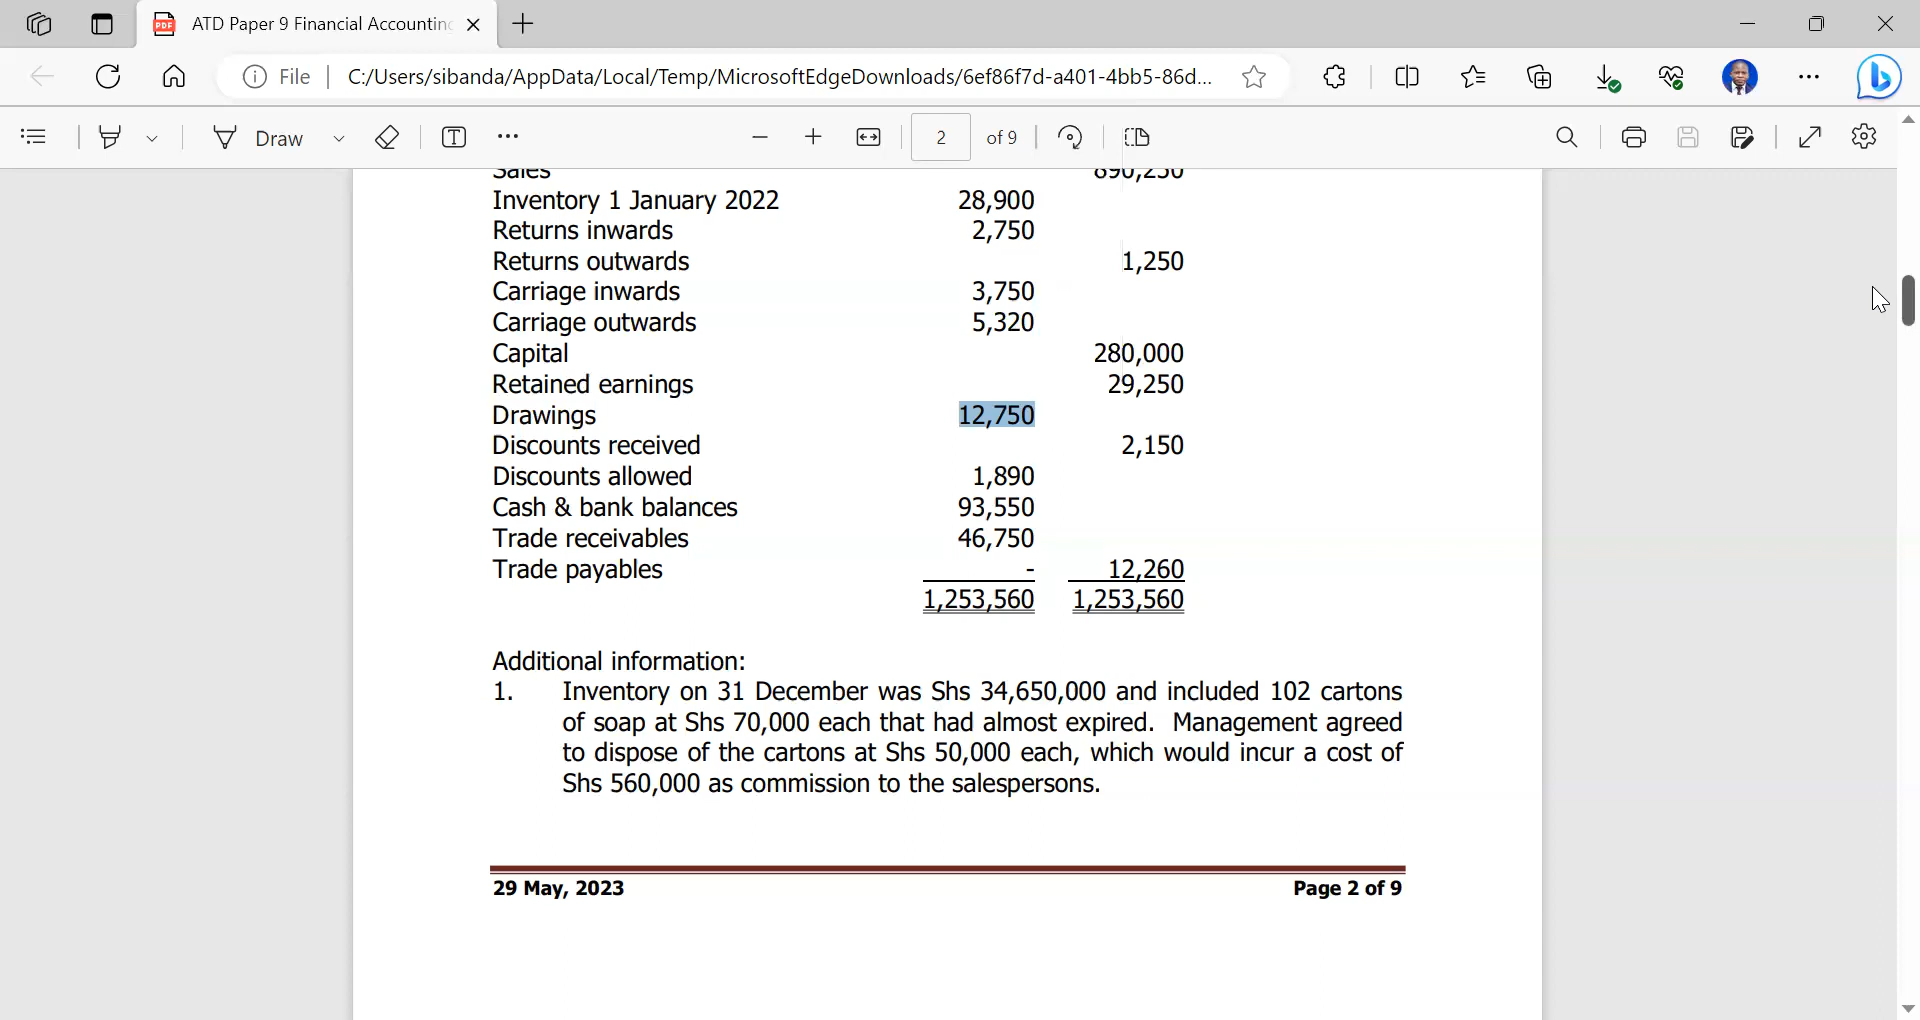 ATD Paper 9 Financial Accounting
File C:/Users/sibanda/AppData/Local/Temp/MicrosoftEdgeDownloads/6ef86f7d-a401-4bb5-86d...
Draw 2 of 9
Sales 890,250
Inventory 1 January 2022 28,900
Returns inwards 2,750
Returns outwards 1,250
Carriage inwards 3,750
Carriage outwards 5,320
Capital 280,000
Retained earnings 29,250
Drawings 12,750
Discounts received 2,150
Discounts allowed 1,890
Cash & bank balances 93,550
Trade receivables 46,750
Trade payables - 12,260
1,253,560 1,253,560
Additional information:
1. Inventory on 31 December was Shs 34,650,000 and included 102 cartons
of soap at Shs 70,000 each that had almost expired. Management agreed
to dispose of the cartons at Shs 50,000 each, which would incur a cost of
Shs 560,000 as commission to the salespersons.
29 May, 2023 Page 2 of 9